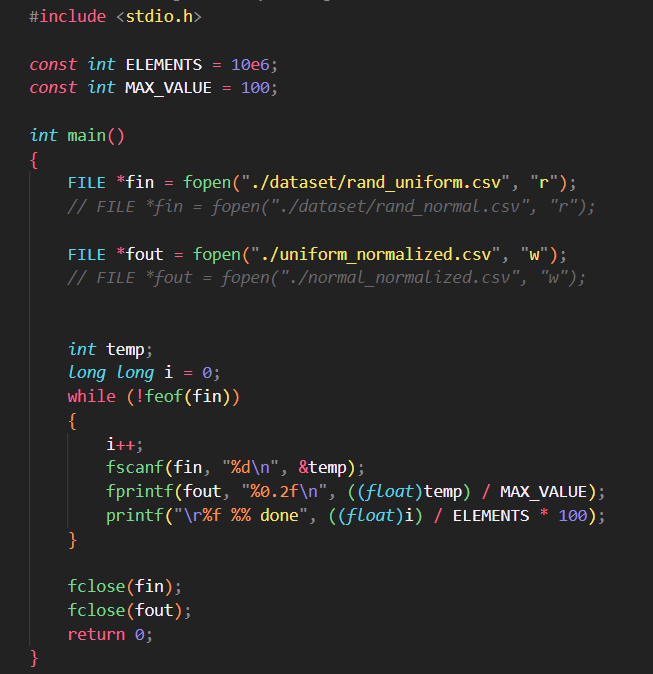 #include <stdio.h>
const int ELEMENTS = 10e6;
const int MAX_VALUE = 100;
int main()
{
FILE *fin = fopen("./dataset/rand_uniform.csv", "r");
// FILE *fin = fopen("./dataset/rand_normal.csv", "r");
FILE *fout = fopen("./uniform_normalized.csv", "w");
// FILE *fout = fopen("./normal_normalized.csv", "w");
int temp;
long long i = 0;
while (!feof(fin))
{
i++;
fscanf(fin, "%d\n", &temp);
fprintf(fout, "%0.2f\n", ((float)temp) / MAX_VALUE);
printf("\r%f %% done", ((float)i) / ELEMENTS * 100);
}
fclose(fin);
fclose(fout);
return 0;
}